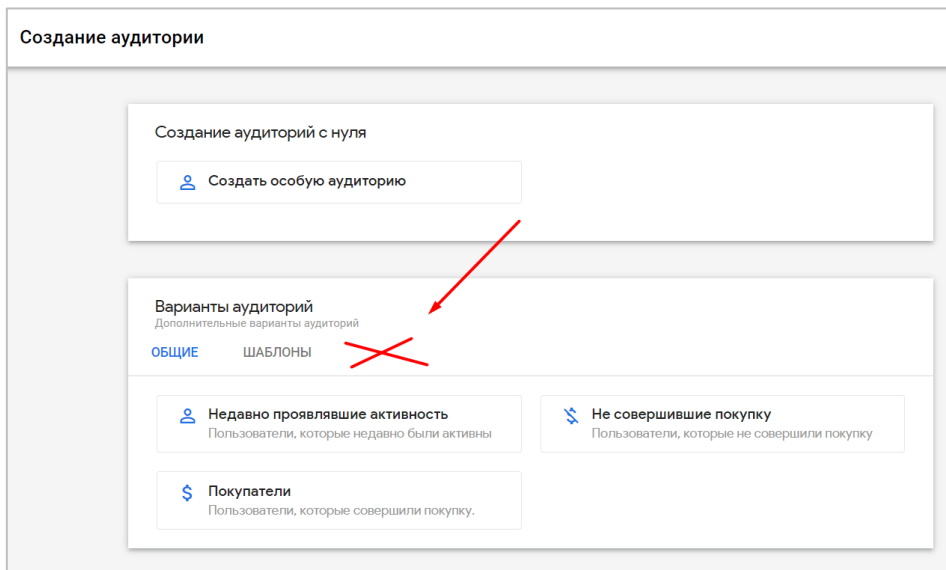 Создание аудитории
Создание аудиторий с нуля
Создать особую аудиторию
Варианты аудиторий
Дополнительные варианты аудиторий
ОБЩИЕ ШАБЛОНЫ
Недавно проявлявшие активность
Пользователи, которые недавно были активны
Не совершившие покупку
Пользователи, которые не совершили покупку
Покупатели
Пользователи, которые совершили покупку.